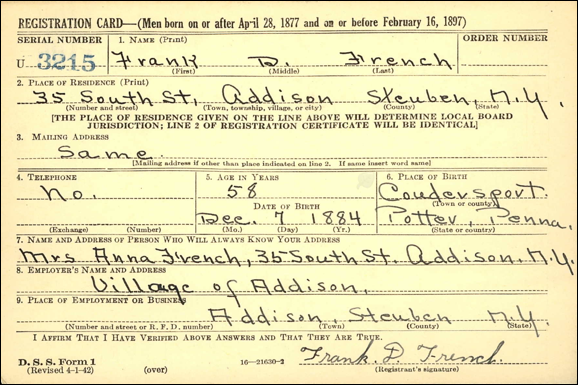 REGISTRATION CARD—(Men born on or after April 28, 1877 and on or before February 16, 1897)
SERIAL NUMBER 1. NAME (Print) ORDER NUMBER
U 3215 Frank D. French
(First) (Middle) (Last)
2. PLACE OF RESIDENCE (Print)
35 South St, Addison Steuben, N.Y.
(Number and street) (Town, township, village, or city) (County) (State)
[THE PLACE OF RESIDENCE GIVEN ON THE LINE ABOVE WILL DETERMINE LOCAL BOARD
JURISDICTION; LINE 2 OF REGISTRATION CERTIFICATE WILL BE IDENTICAL]
3. MAILING ADDRESS
Same.
[Mailing address if other than place indicated on line 2. If same insert word same]
4. TELEPHONE 5. AGE IN YEARS 6. PLACE OF BIRTH
No. 58 Coudersport.
(Town or county)
DATE OF BIRTH
Dec. 7 1884 Potter, Penna.
(Exchange) (Number) (Mo.) (Day) (Yr.) (State or country)
7. NAME AND ADDRESS OF PERSON WHO WILL ALWAYS KNOW YOUR ADDRESS
Mrs Anna French, 35 South St. Addison, N.Y.
8. EMPLOYER'S NAME AND ADDRESS
Village of Addison.
9. PLACE OF EMPLOYMENT OR BUSINESS
Addison, Steuben N.Y.
(Number and street or R. F. D. number) (Town) (County) (State)
I AFFIRM THAT I HAVE VERIFIED ABOVE ANSWERS AND THAT THEY ARE TRUE.
D. S. S. Form 1
(Revised 4-1-42) (over) 16—21630-2 Frank. D. French.
(Registrant's signature)